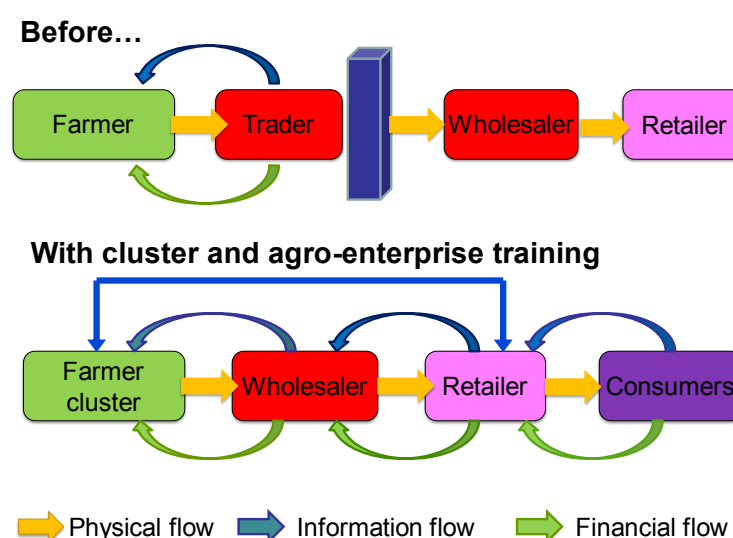 Before…
Farmer
Trader
Wholesaler
Retailer
With cluster and agro-enterprise training
Farmer
cluster
Wholesaler
Retailer
Consumers
Physical flow
Information flow
Financial flow